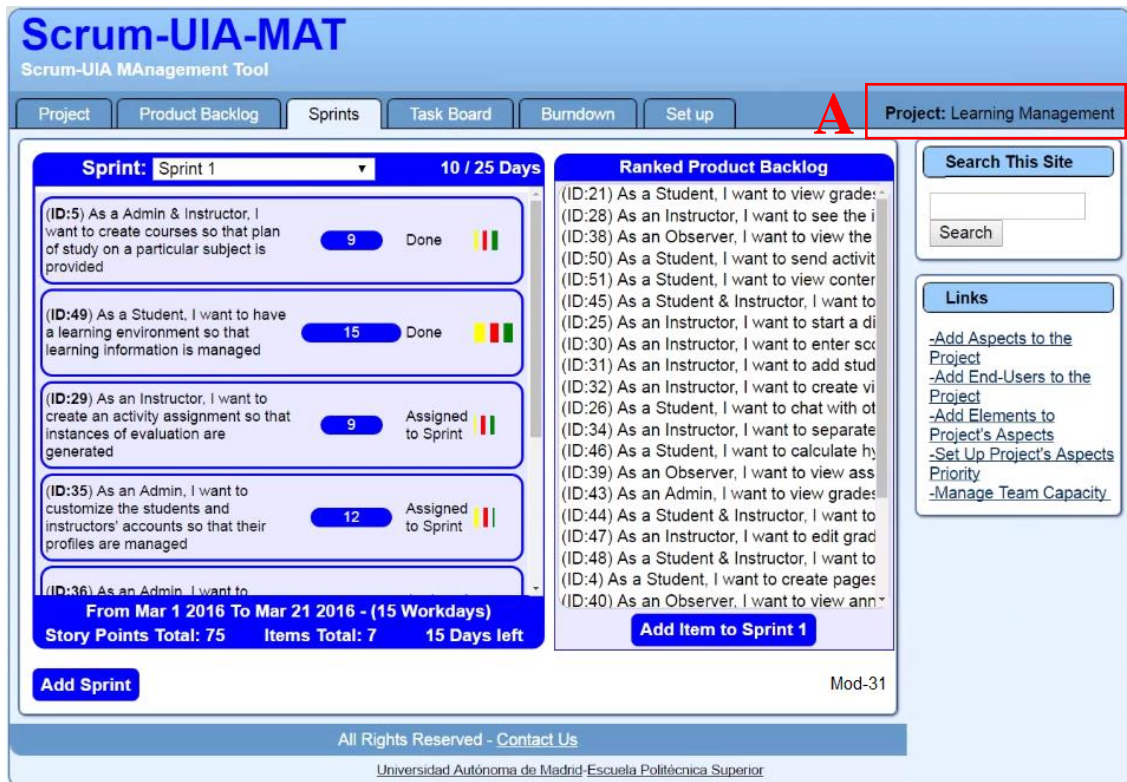 Scrum-UIA-MAT
Scrum-UIA MAnagement Tool
Project
Product Backlog
Sprints
Task Board
Burndown
Set up
A
Project: Learning Management
Sprint: Sprint 1
10 / 25 Days
(ID:5) As a Admin & Instructor, I
want to create courses so that plan
of study on a particular subject is
provided
9
Done
(ID:49) As a Student, I want to have
a learning environment so that
learning information is managed
15
Done
(ID:29) As an Instructor, I want to
create an activity assignment so that
instances of evaluation are
generated
9
Assigned
to Sprint
(ID:35) As an Admin, I want to
customize the students and
instructors' accounts so that their
profiles are managed
12
Assigned
to Sprint
(ID:36) As an Admin, I want to
From Mar 1 2016 To Mar 21 2016 - (15 Workdays)
Story Points Total: 75 Items Total: 7 15 Days left
Add Sprint
Ranked Product Backlog
(ID:21) As a Student, I want to view grades
(ID:28) As an Instructor, I want to see the i
(ID:38) As an Observer, I want to view the
(ID:50) As a Student, I want to send activit
(ID:51) As a Student, I want to view conter
(ID:45) As a Student & Instructor, I want to
(ID:25) As an Instructor, I want to start a di
(ID:30) As an Instructor, I want to enter sco
(ID:31) As an Instructor, I want to add stud
(ID:32) As an Instructor, I want to create vi
(ID:26) As a Student, I want to chat with ot
(ID:34) As an Instructor, I want to separate
(ID:46) As a Student, I want to calculate hy
(ID:39) As an Observer, I want to view ass
(ID:43) As an Admin, I want to view grades
(ID:44) As a Student & Instructor, I want to
(ID:47) As an Instructor, I want to edit grad
(ID:48) As a Student & Instructor, I want to
(ID:4) As a Student, I want to create pages
(ID:40) As an Observer, I want to view ann
Add Item to Sprint 1
Mod-31
Search This Site
Search
Links
-Add Aspects to the
Project
-Add End-Users to the
Project
-Add Elements to
Project's Aspects
-Set Up Project's Aspects
Priority
-Manage Team Capacity
All Rights Reserved - Contact Us
Universidad Autónoma de Madrid-Escuela Politécnica Superior